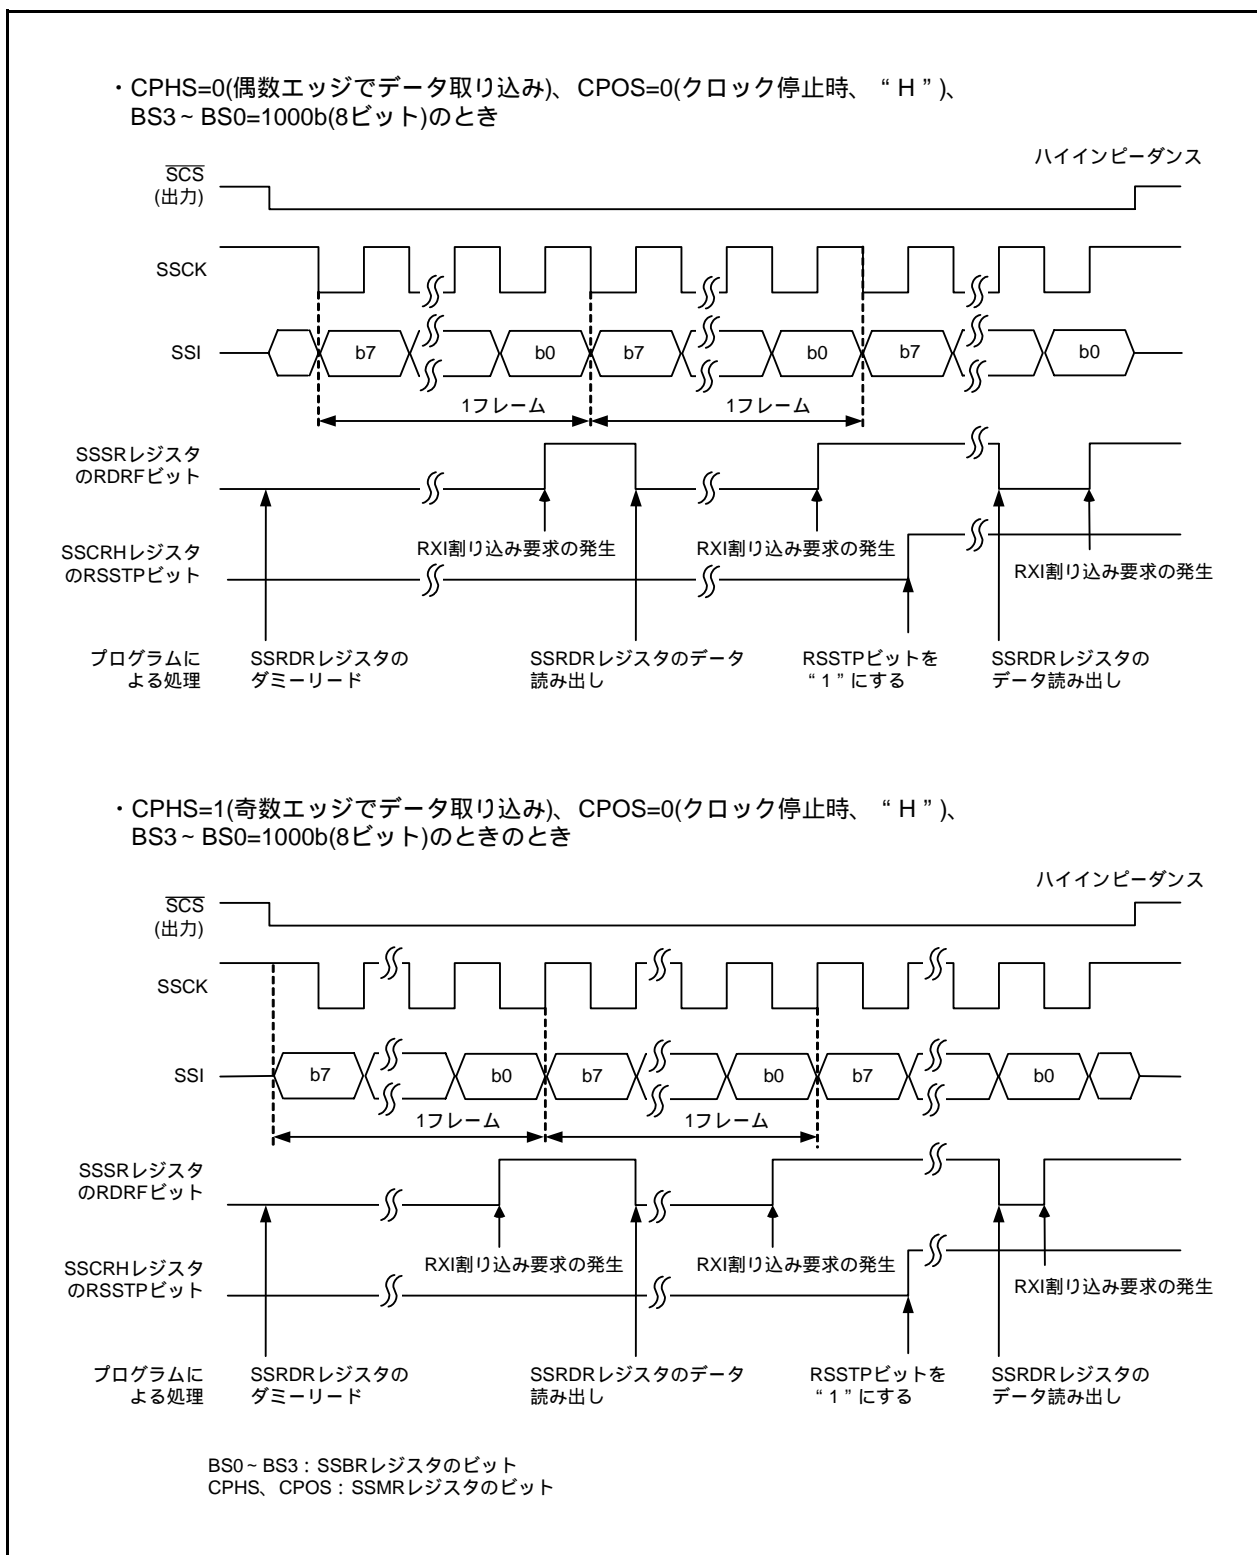 ・CPHS=0(偶数エッジでデータ取り込み)、CPOS=0(クロック停止時、“H”)、
BS3~BS0=1000b(8ビット)のとき
ハイインピーダンス
SCS
(出力)
SSCK
SSI
b7
b0
b7
b0
b7
b0
1フレーム
1フレーム
SSSRレジスタ
のRDRFビット
RXI割り込み要求の発生
RXI割り込み要求の発生
RXI割り込み要求の発生
SSCRHレジスタ
のRSSTPビット
プログラムに
よる処理
SSRDRレジスタの
ダミーリード
SSRDRレジスタのデータ
読み出し
RSSTPビットを
“1”にする
SSRDRレジスタの
データ読み出し
・CPHS=1(奇数エッジでデータ取り込み)、CPOS=0(クロック停止時、“H”)、
BS3~BS0=1000b(8ビット)のときのとき
ハイインピーダンス
SCS
(出力)
SSCK
SSI
b7
b0
b7
b0
b7
b0
1フレーム
1フレーム
SSSRレジスタ
のRDRFビット
RXI割り込み要求の発生
RXI割り込み要求の発生
RXI割り込み要求の発生
SSCRHレジスタ
のRSSTPビット
プログラムに
よる処理
SSRDRレジスタの
ダミーリード
SSRDRレジスタのデータ
読み出し
RSSTPビットを
“1”にする
SSRDRレジスタの
データ読み出し
BS0~BS3:SSBRレジスタのビット
CPHS、CPOS:SSMRレジスタのビット